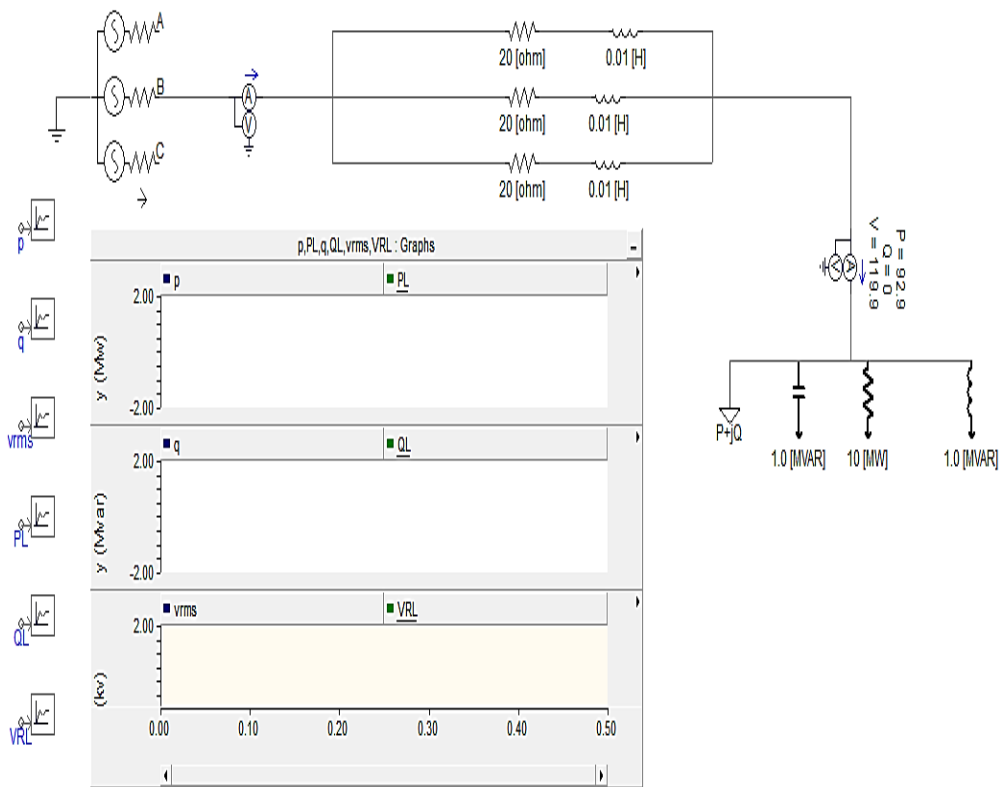 A
B
C
A
V
20 [ohm]
0.01 [H]
20 [ohm]
0.01 [H]
20 [ohm]
0.01 [H]
P = 92.9
Q = 0
V = 119.9
V
A
P+jQ
1.0 [MVAR]
10 [MW]
1.0 [MVAR]
p
q
vrms
PL
QL
VRL
p,PL,q,QL,vrms,VRL : Graphs
p
PL
2.00
-2.00
y (Mw)
q
QL
2.00
-2.00
y (Mvar)
vrms
VRL
2.00
(kv)
0.00 0.10 0.20 0.30 0.40 0.50